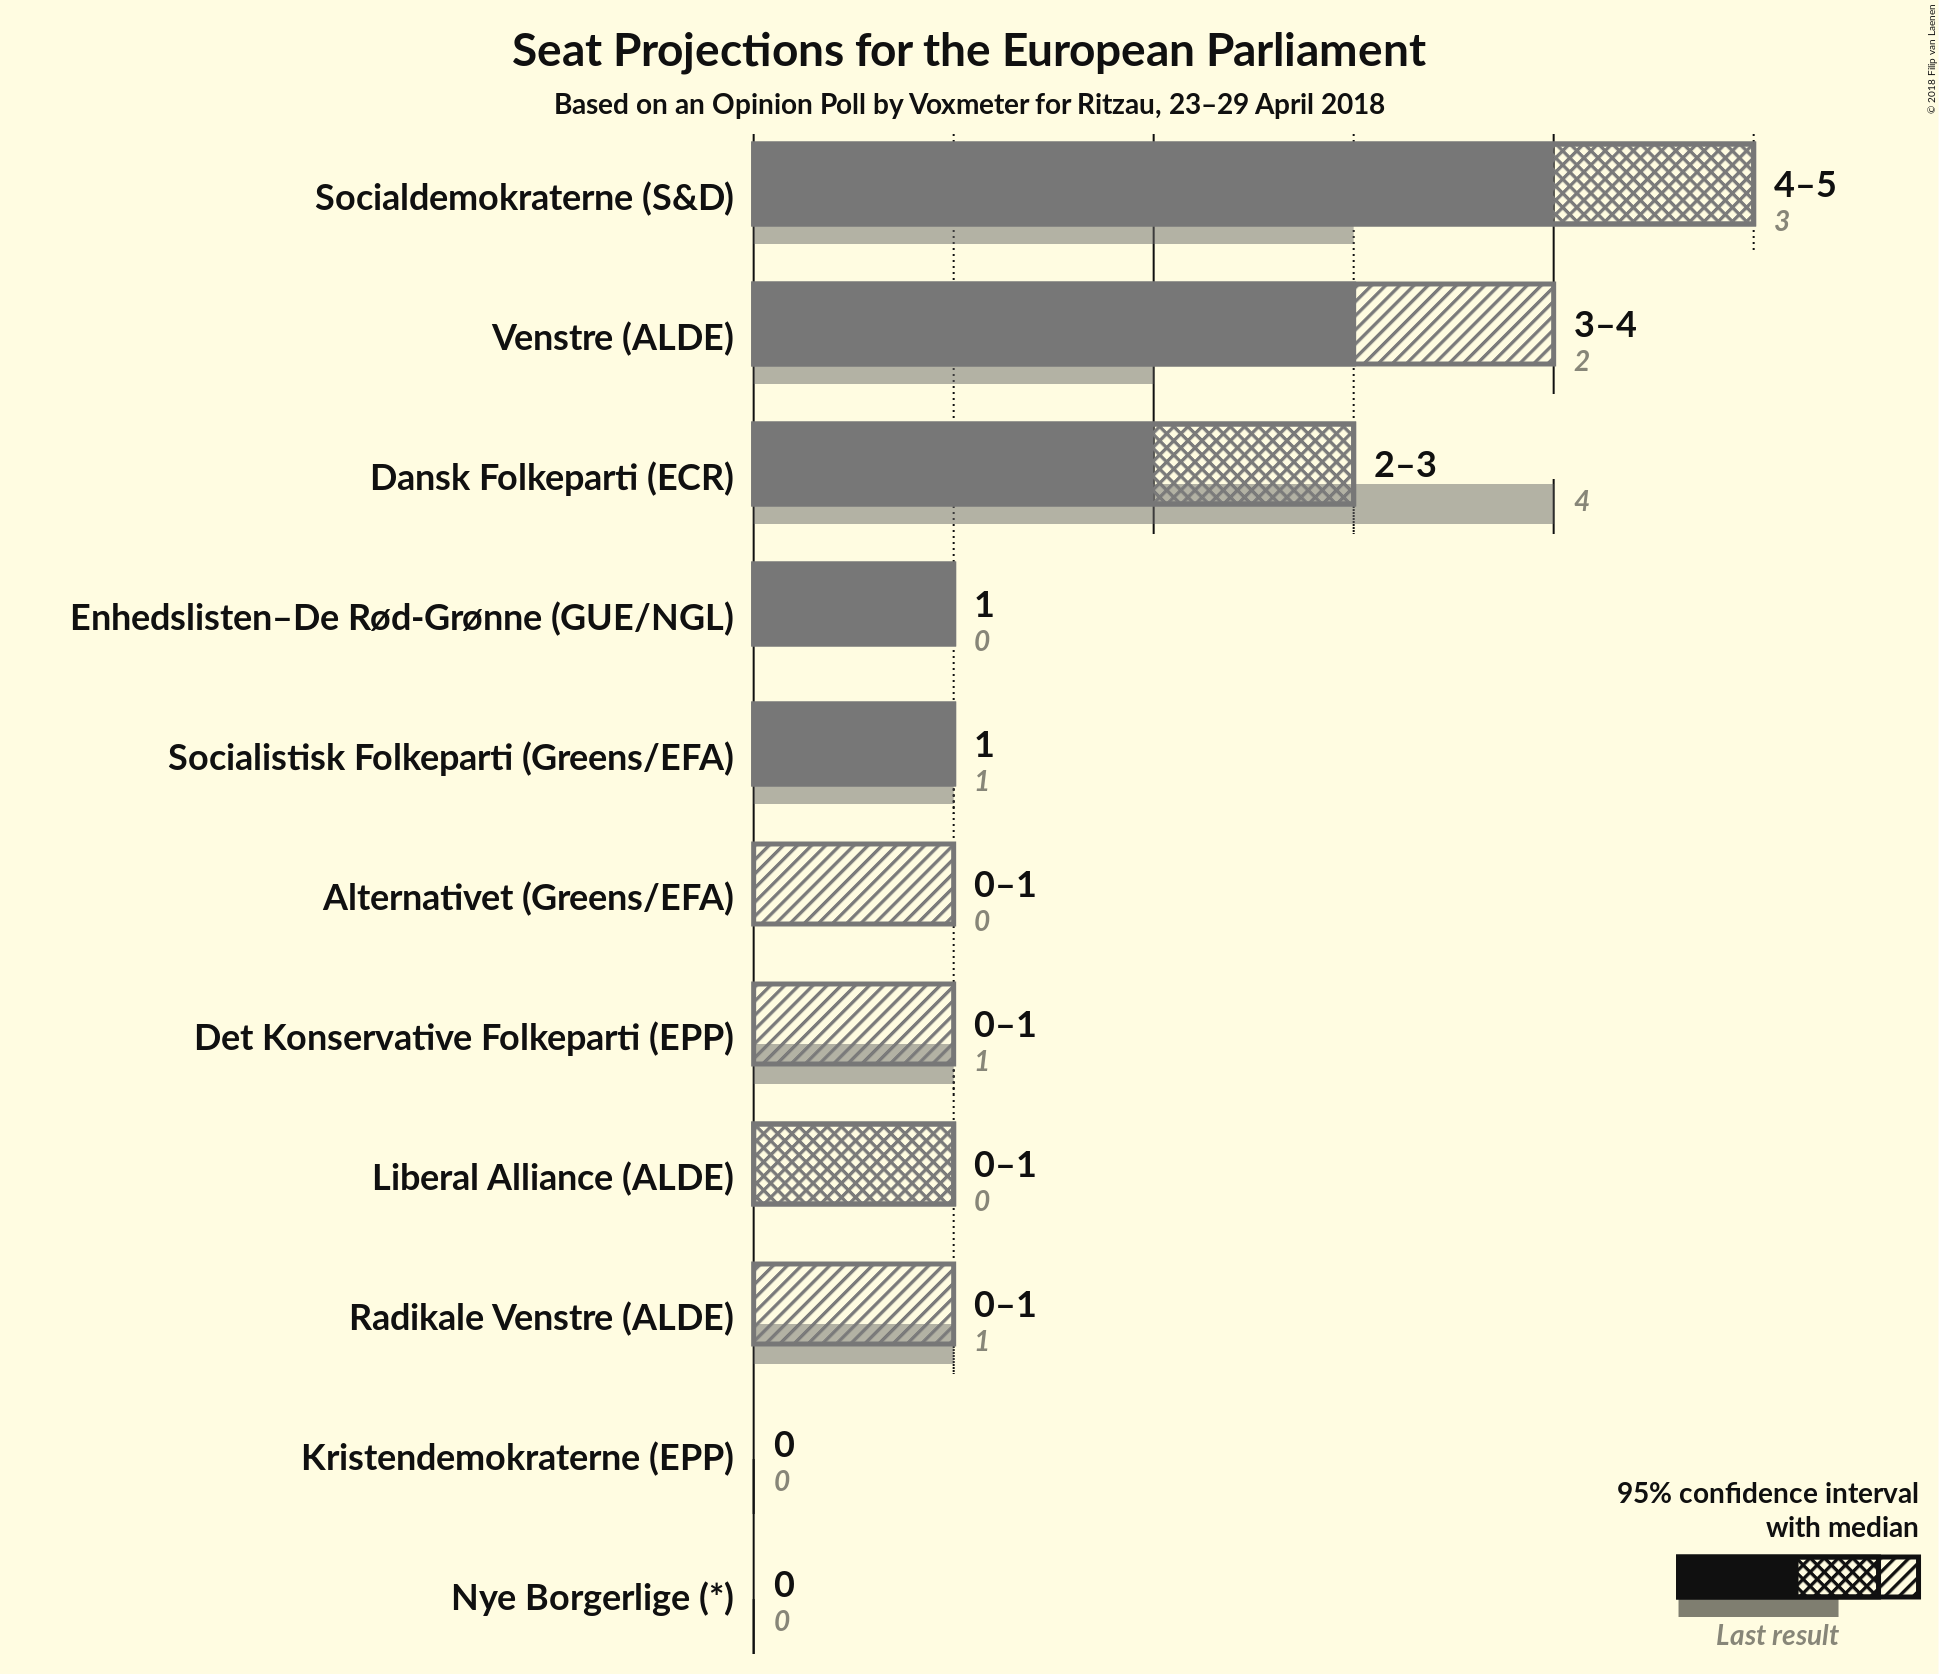 Seat Projections for the European Parliament
Based on an Opinion Poll by Voxmeter for Ritzau, 23–29 April 2018
© 2018 Filip van Laenen
Socialdemokraterne (S&D)
4–5
3
Venstre (ALDE)
3–4
2
Dansk Folkeparti (ECR)
2–3
4
Enhedslisten–De Rød-Grønne (GUE/NGL)
1
0
Socialistisk Folkeparti (Greens/EFA)
1
1
Alternativet (Greens/EFA)
0–1
0
Det Konservative Folkeparti (EPP)
0–1
1
Liberal Alliance (ALDE)
0–1
0
Radikale Venstre (ALDE)
0–1
1
Kristendemokraterne (EPP)
0
0
Nye Borgerlige (*)
0
0
95% confidence interval
with median
Last result